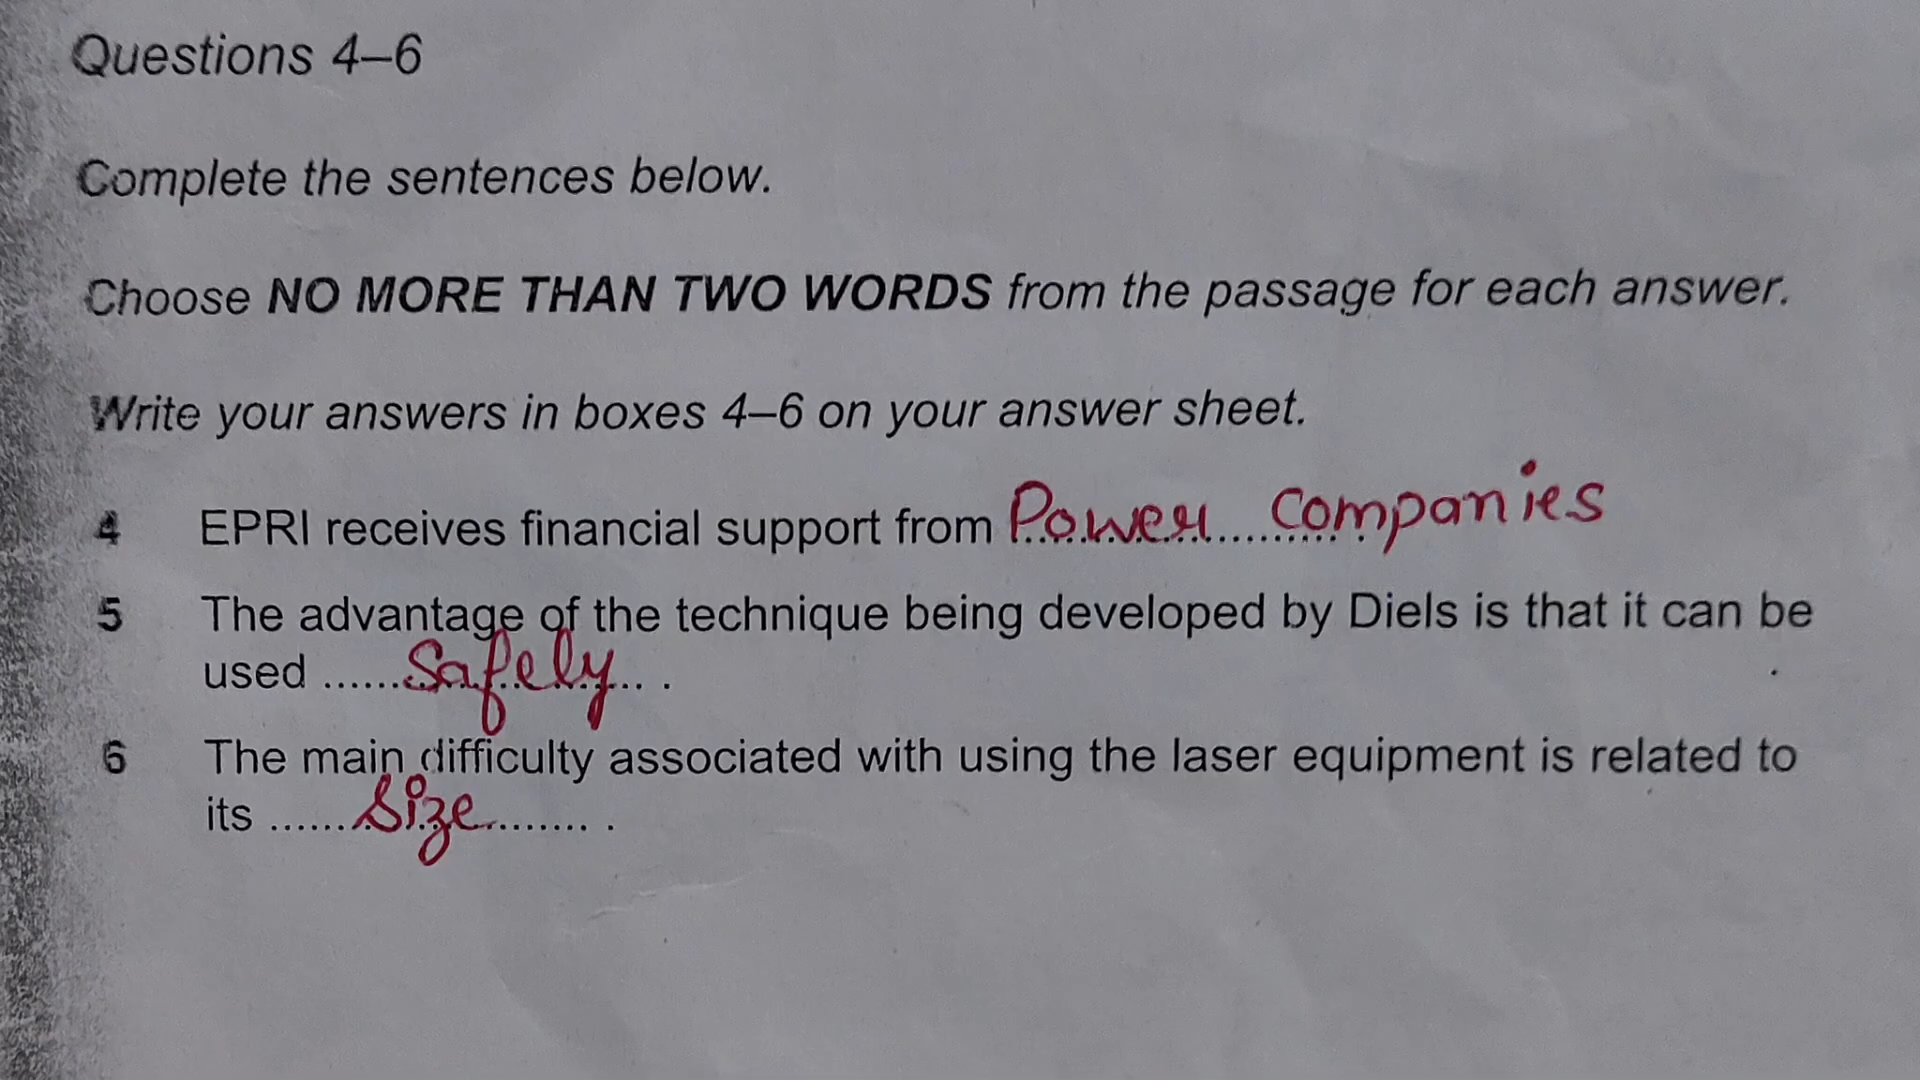 Questions 4–6
Complete the sentences below.
Choose NO MORE THAN TWO WORDS from the passage for each answer.
Write your answers in boxes 4–6 on your answer sheet.
4 EPRI receives financial support from Power companies
5 The advantage of the technique being developed by Diels is that it can be
used ......Safely.. .
6 The main difficulty associated with using the laser equipment is related to
its ......Size........ .